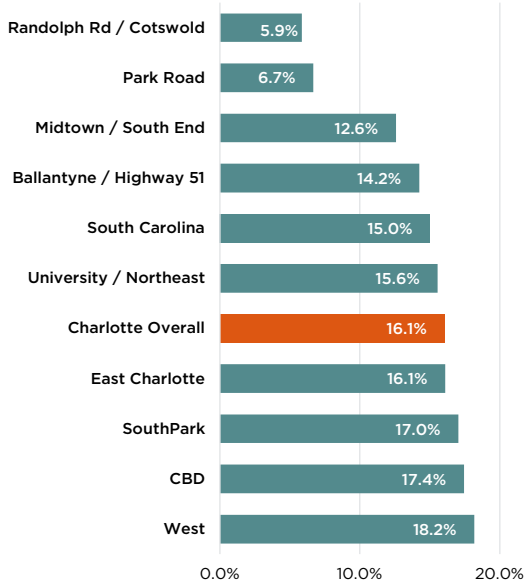 Randolph Rd / Cotswold 5.9%
Park Road 6.7%
Midtown / South End 12.6%
Ballantyne / Highway 51 14.2%
South Carolina 15.0%
University / Northeast 15.6%
Charlotte Overall 16.1%
East Charlotte 16.1%
SouthPark 17.0%
CBD 17.4%
West 18.2%
0.0% 10.0% 20.0%